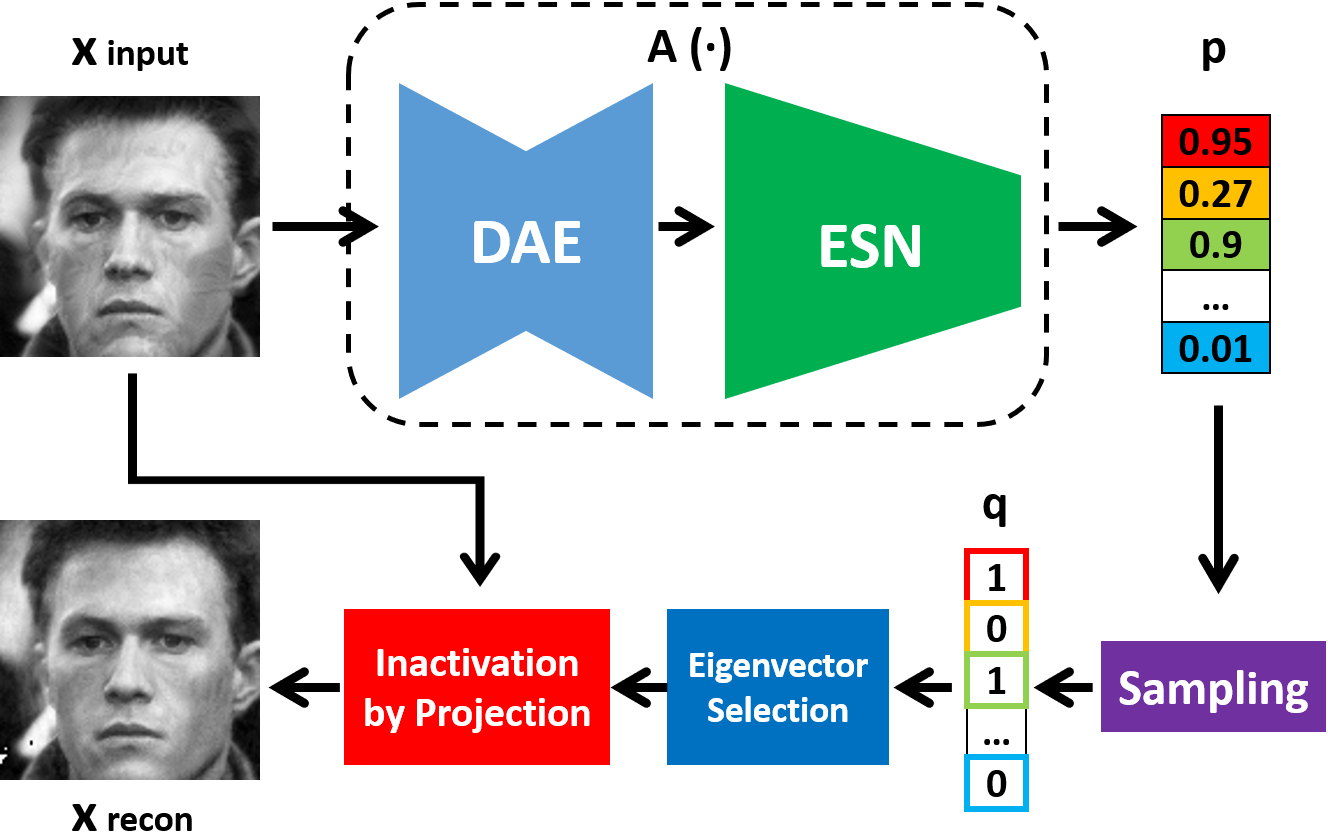 x input
A (·)
p
DAE
ESN
0.95
0.27
0.9
...
0.01
q
1
0
1
...
0
Sampling
Eigenvector
Selection
Inactivation
by Projection
x recon